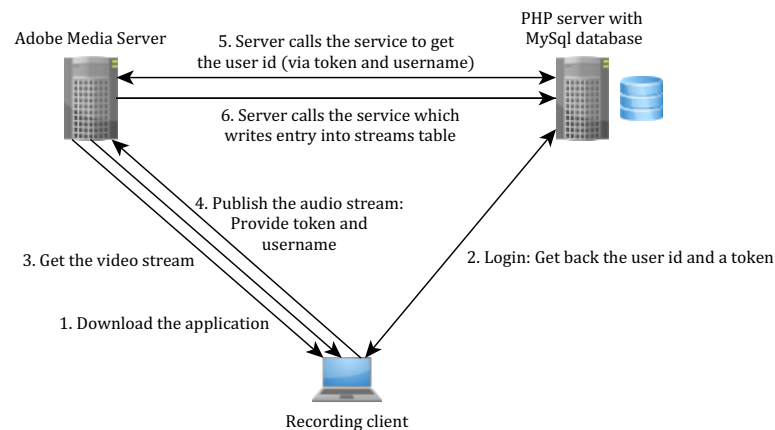 PHP server with
MySql database
Adobe Media Server
5. Server calls the service to get
the user id (via token and username)
6. Server calls the service which
writes entry into streams table
4. Publish the audio stream:
Provide token and
username
3. Get the video stream
2. Login: Get back the user id and a token
1. Download the application
Recording client